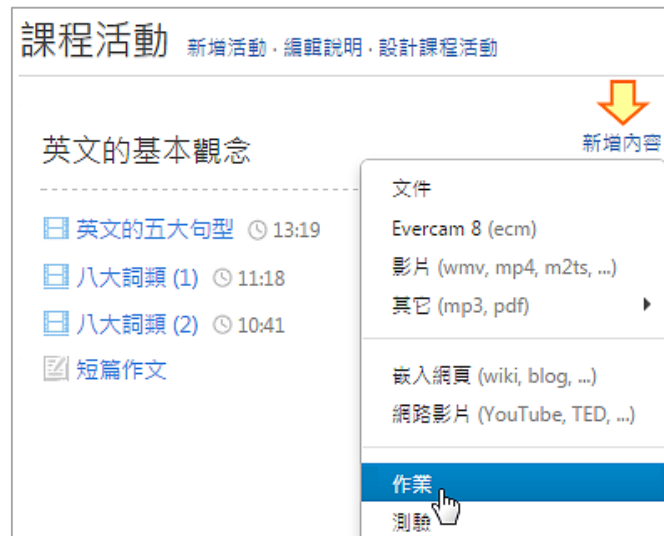 課程活動 新增活動 · 編輯說明 · 設計課程活動
新增內容
英文的基本觀念
英文的五大句型 13:19
八大詞類 (1) 11:18
八大詞類 (2) 10:41
短篇作文
文件
Evercam 8 (ecm)
影片 (wmv, mp4, m2ts, ...)
其它 (mp3, pdf)
嵌入網頁 (wiki, blog, ...)
網路影片 (YouTube, TED, ...)
作業
測驗